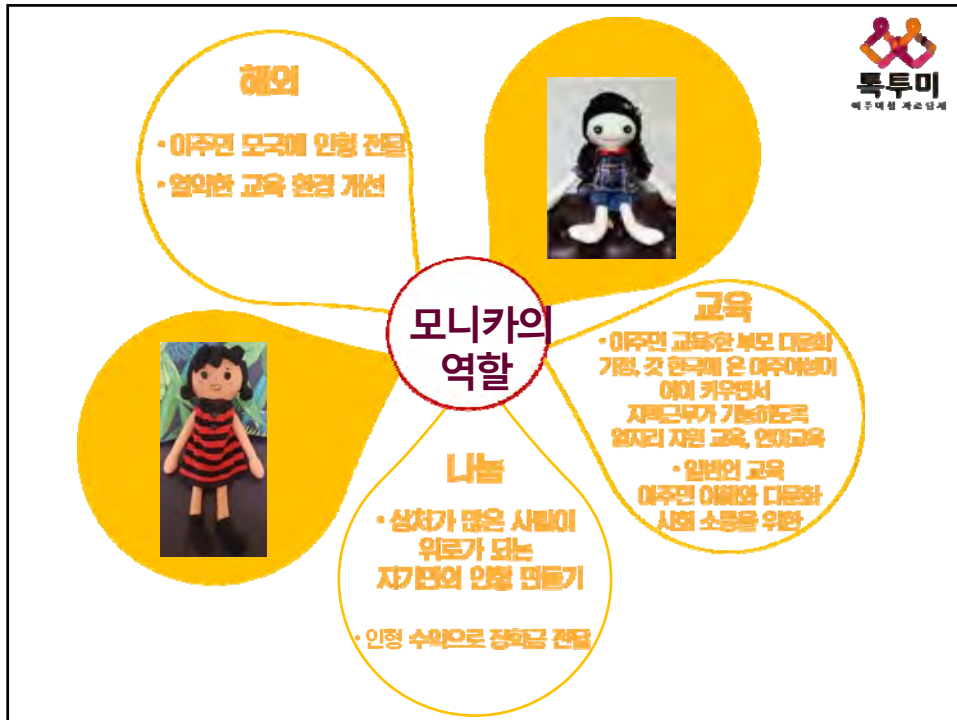 톡투미
이주여성 자조단체
해외
• 이주민 모국에 인형 전달
• 열악한 교육 환경 개선
모니카의
역할
교육
• 이주민 교육:한 부모 다문화
가정, 갓 한국에 온 이주여성이
아이 키우면서
재택근무가 가능하도록
일자리 지원 교육, 언어교육
• 일반인 교육
이주민 이해와 다문화
사회 소통을 위한
나눔
• 상처가 많은 사람이
위로가 되는
자기만의 인형 만들기
• 인형 수익으로 장학금 전달